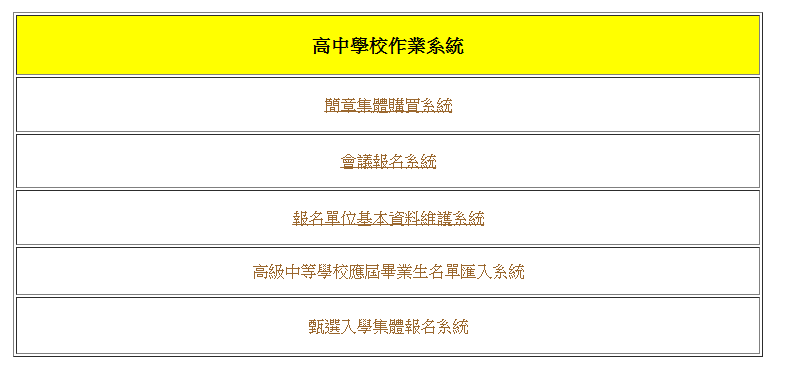 高中學校作業系統
簡章集體購買系統
會議報名系統
報名單位基本資料維護系統
高級中等學校應屆畢業生名單匯入系統
甄選入學集體報名系統